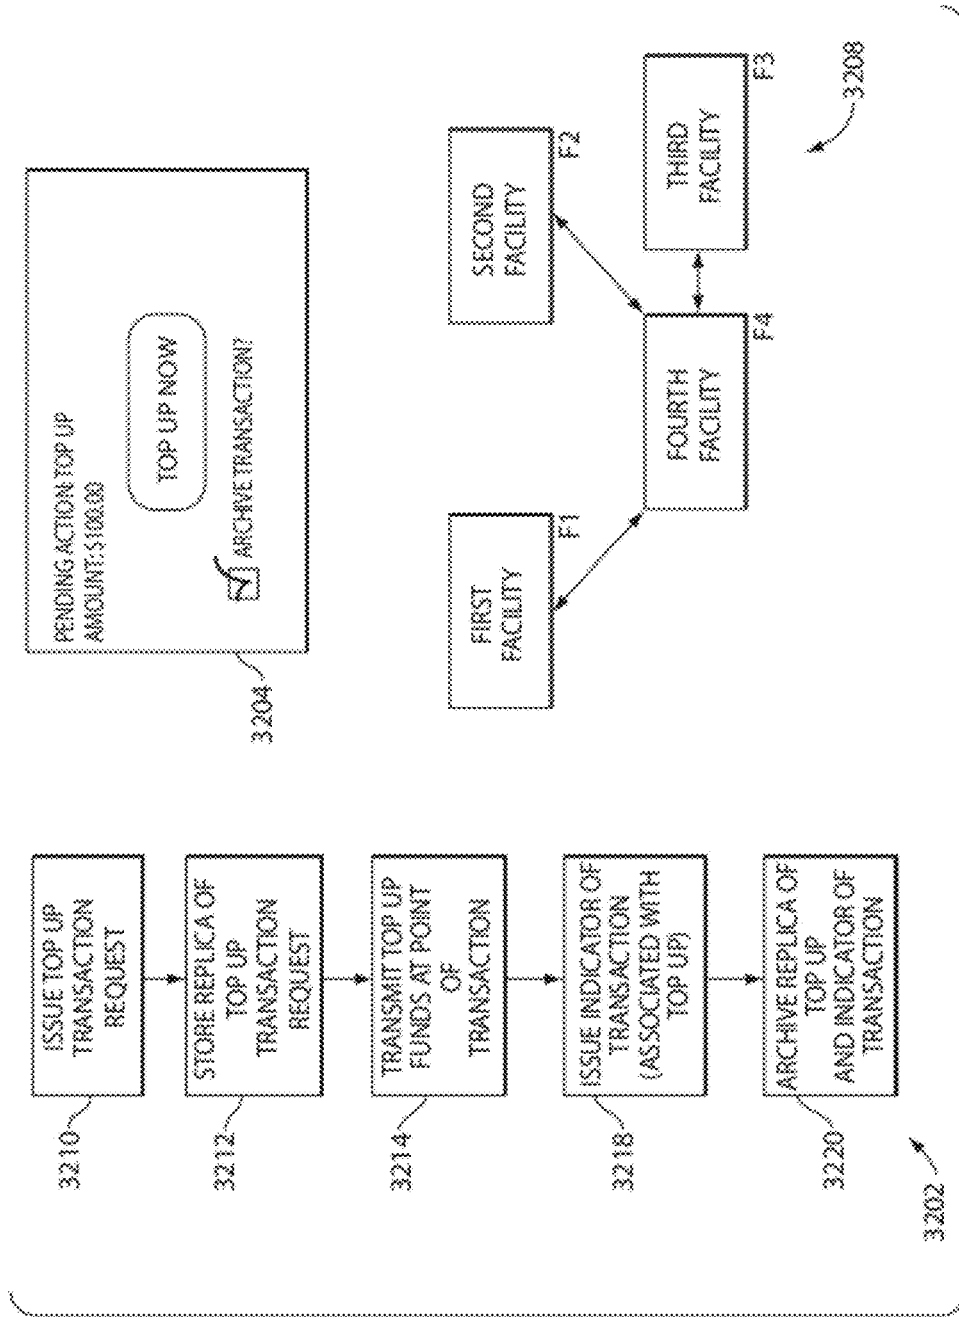 3210
ISSUE TOP UP
TRANSACTION
REQUEST
3212
STORE REPLICA OF
TOP UP
TRANSACTION
REQUEST
3214
TRANSMIT TOP UP
FUNDS AT POINT
OF
TRANSACTION
3218
ISSUE INDICATOR OF
TRANSACTION
(ASSOCIATED WITH
TOP UP)
3220
ARCHIVE REPLICA OF
TOP UP
AND INDICATOR OF
TRANSACTION
3202
PENDING ACTION TOP UP
AMOUNT: $100.00
TOP UP NOW
ARCHIVE TRANSACTION?
3204
FIRST
FACILITY
F1
SECOND
FACILITY
F2
FOURTH
FACILITY
F4
THIRD
FACILITY
F3
3208